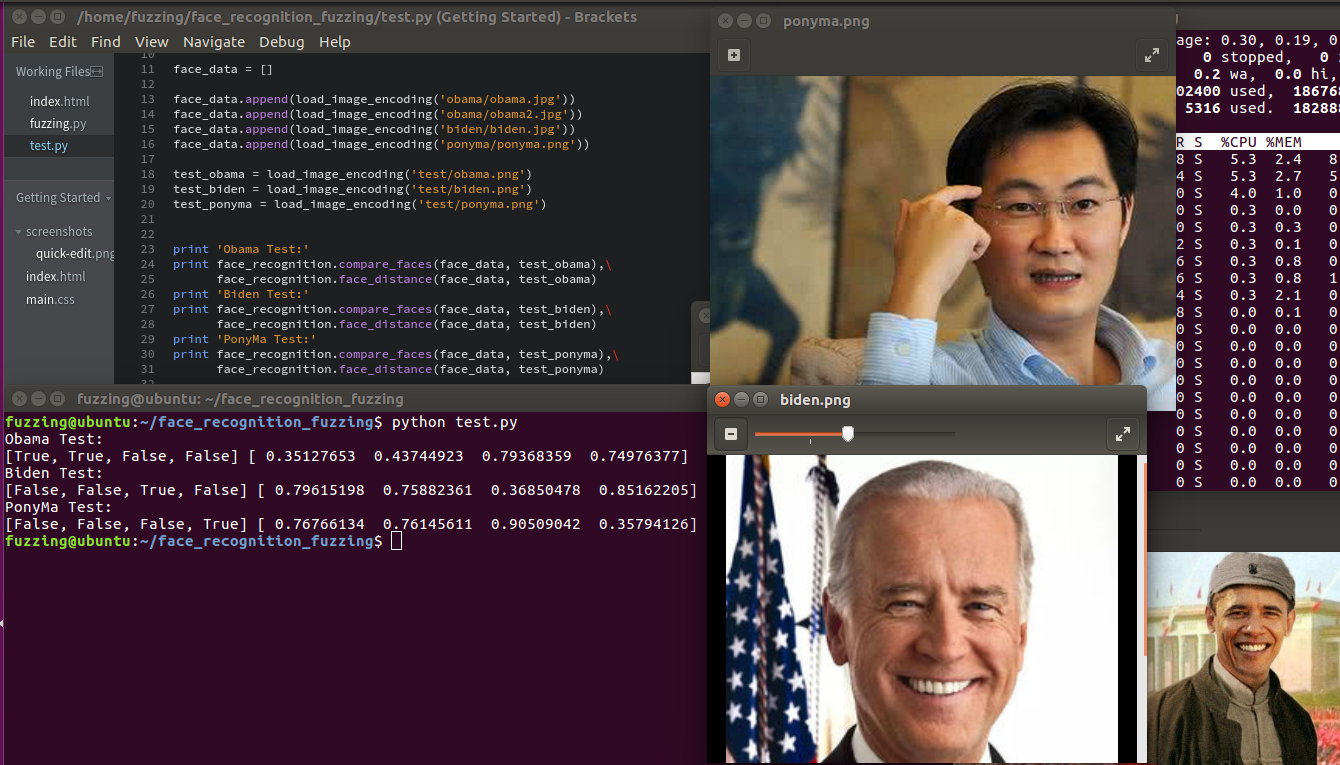 /home/fuzzing/face_recognition_fuzzing/test.py (Getting Started) - Brackets
File Edit Find View Navigate Debug Help
Working Files
index.html
fuzzing.py
test.py
Getting Started
screenshots
quick-edit.png
index.html
main.css
10
11 face_data = []
12
13 face_data.append(load_image_encoding('obama/obama.jpg'))
14 face_data.append(load_image_encoding('obama/obama2.jpg'))
15 face_data.append(load_image_encoding('biden/biden.jpg'))
16 face_data.append(load_image_encoding('ponyma/ponyma.png'))
17
18 test_obama = load_image_encoding('test/obama.png')
19 test_biden = load_image_encoding('test/biden.png')
20 test_ponyma = load_image_encoding('test/ponyma.png')
21
22
23 print 'Obama Test:'
24 print face_recognition.compare_faces(face_data, test_obama),\
25 face_recognition.face_distance(face_data, test_obama)
26 print 'Biden Test:'
27 print face_recognition.compare_faces(face_data, test_biden),\
28 face_recognition.face_distance(face_data, test_biden)
29 print 'PonyMa Test:'
30 print face_recognition.compare_faces(face_data, test_ponyma),\
31 face_recognition.face_distance(face_data, test_ponyma)
32
fuzzing@ubuntu: ~/face_recognition_fuzzing
fuzzing@ubuntu:~/face_recognition_fuzzing$ python test.py
Obama Test:
[True, True, False, False] [ 0.35127653 0.43744923 0.79368359 0.74976377]
Biden Test:
[False, False, True, False] [ 0.79615198 0.75882361 0.36850478 0.85162205]
PonyMa Test:
[False, False, False, True] [ 0.76766134 0.76145611 0.90509042 0.35794126]
fuzzing@ubuntu:~/face_recognition_fuzzing$
ponyma.png
biden.png
age: 0.30, 0.19, 0
0 stopped, 0
0.2 wa, 0.0 hi,
02400 used, 18676
5316 used. 18288
R S %CPU %MEM
8 S 5.3 2.4 8
4 S 5.3 2.7 5
0 S 4.0 1.0 0
0 S 0.3 0.0 0
0 S 0.3 0.3 0
2 S 0.3 0.1 0
6 S 0.3 0.8 0
6 S 0.3 0.8 1
4 S 0.3 2.1 0
8 S 0.0 0.1 0
0 S 0.0 0.0 0
0 S 0.0 0.0 0
0 S 0.0 0.0 0
0 S 0.0 0.0 0
0 S 0.0 0.0 0
0 S 0.0 0.0 0
0 S 0.0 0.0 0
0 S 0.0 0.0 0
0 S 0.0 0.0 0
0 S 0.0 0.0 0